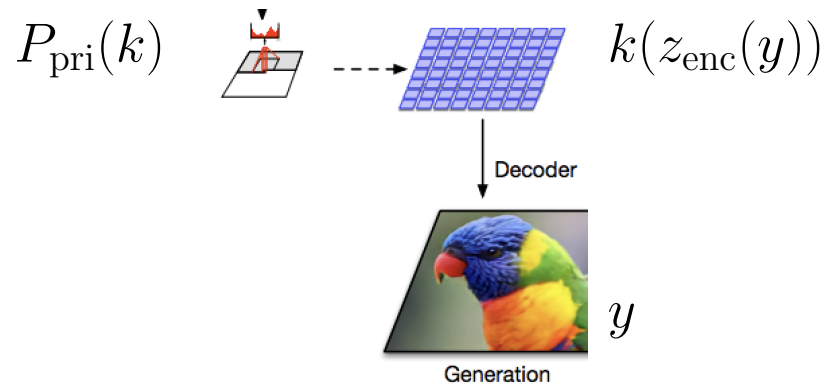 P_pri(k)
k(z_enc(y))
Decoder
y
Generation